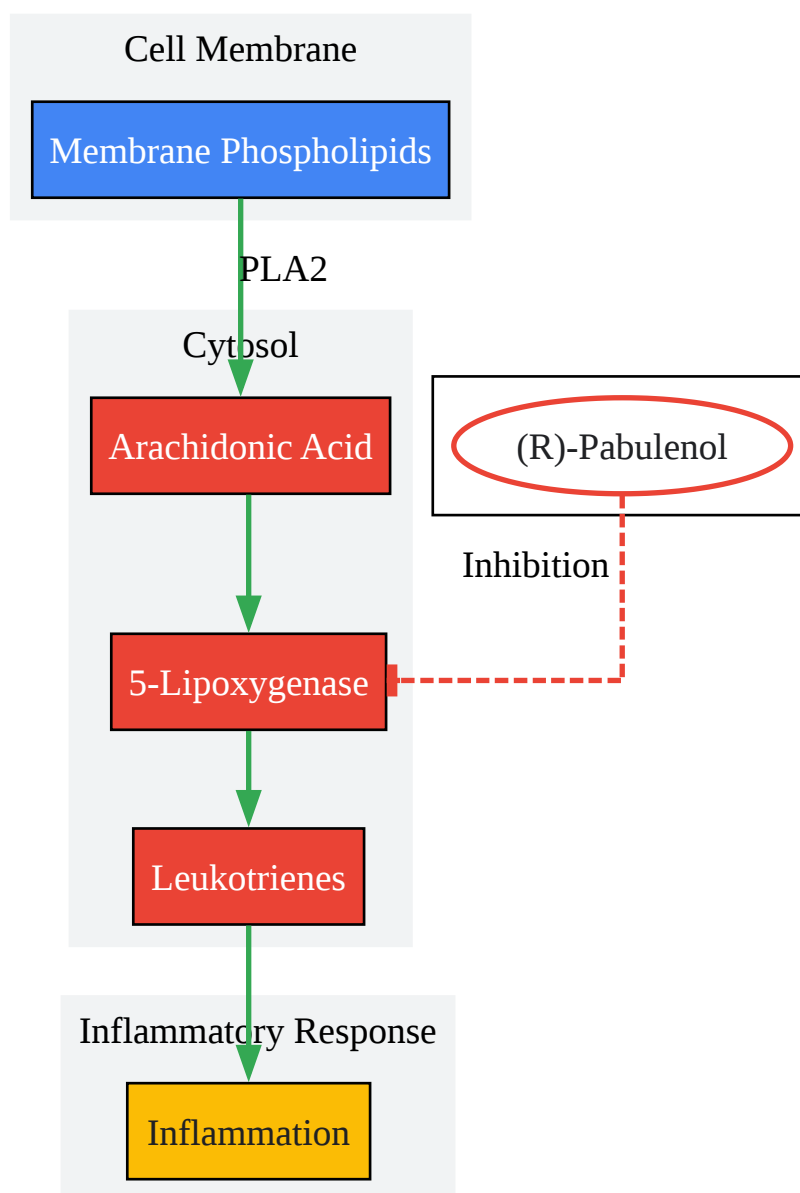 Cell Membrane
Membrane Phospholipids
PLA2
Cytosol
Arachidonic Acid
(R)-Pabulenol
Inhibition
5-Lipoxygenase
Leukotrienes
Inflammatory Response
Inflammation